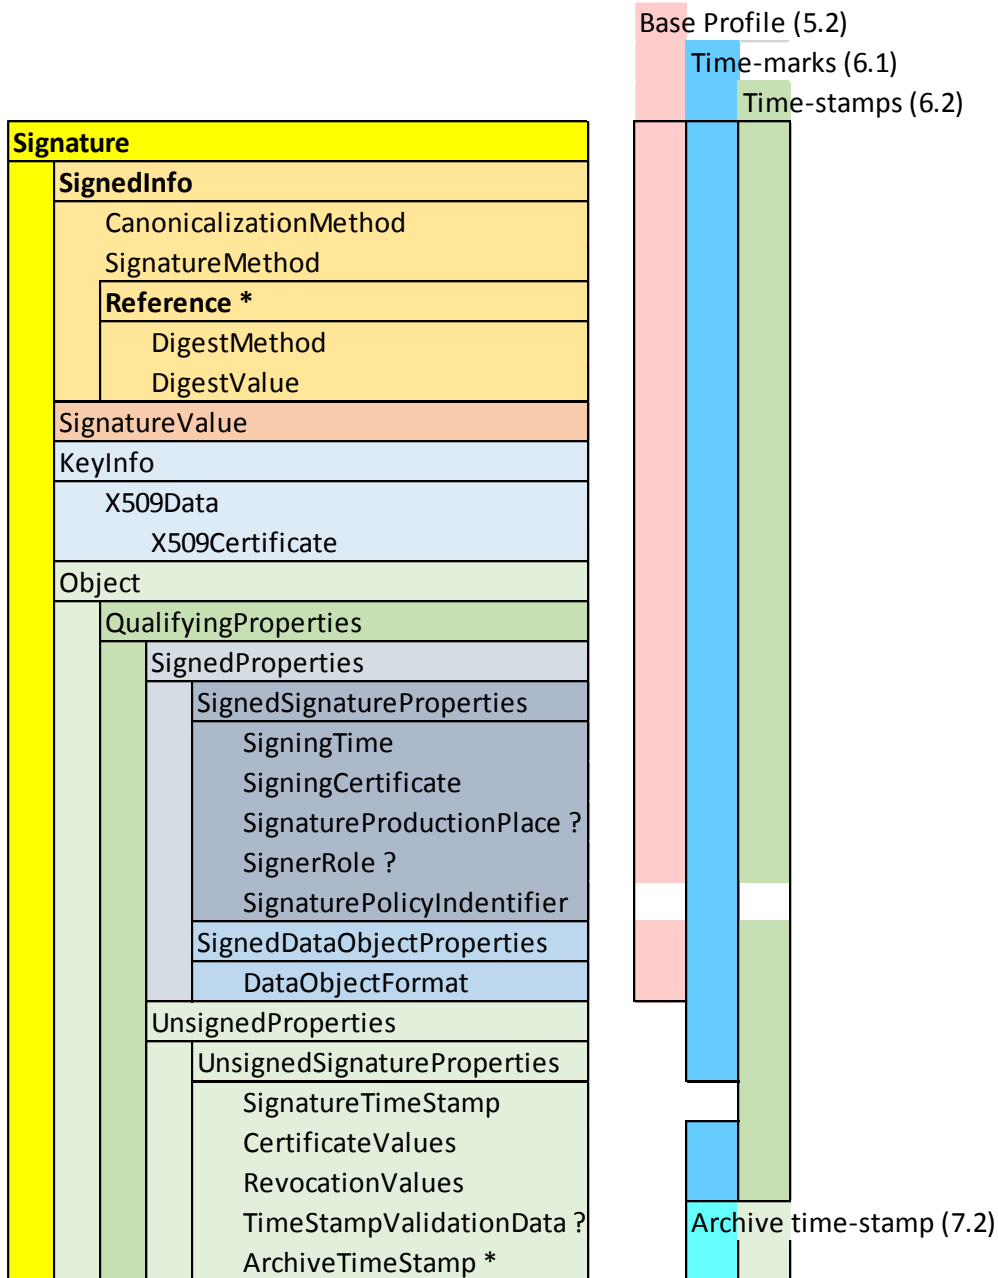 Base Profile (5.2)
Time-marks (6.1)
Time-stamps (6.2)
Signature
SignedInfo
CanonicalizationMethod
SignatureMethod
Reference *
DigestMethod
DigestValue
SignatureValue
KeyInfo
X509Data
X509Certificate
Object
QualifyingProperties
SignedProperties
SignedSignatureProperties
SigningTime
SigningCertificate
SignatureProductionPlace ?
SignerRole ?
SignaturePolicyIndentifier
SignedDataObjectProperties
DataObjectFormat
UnsignedProperties
UnsignedSignatureProperties
SignatureTimeStamp
CertificateValues
RevocationValues
TimeStampValidationData ?
Archive time-stamp (7.2)
ArchiveTimeStamp *